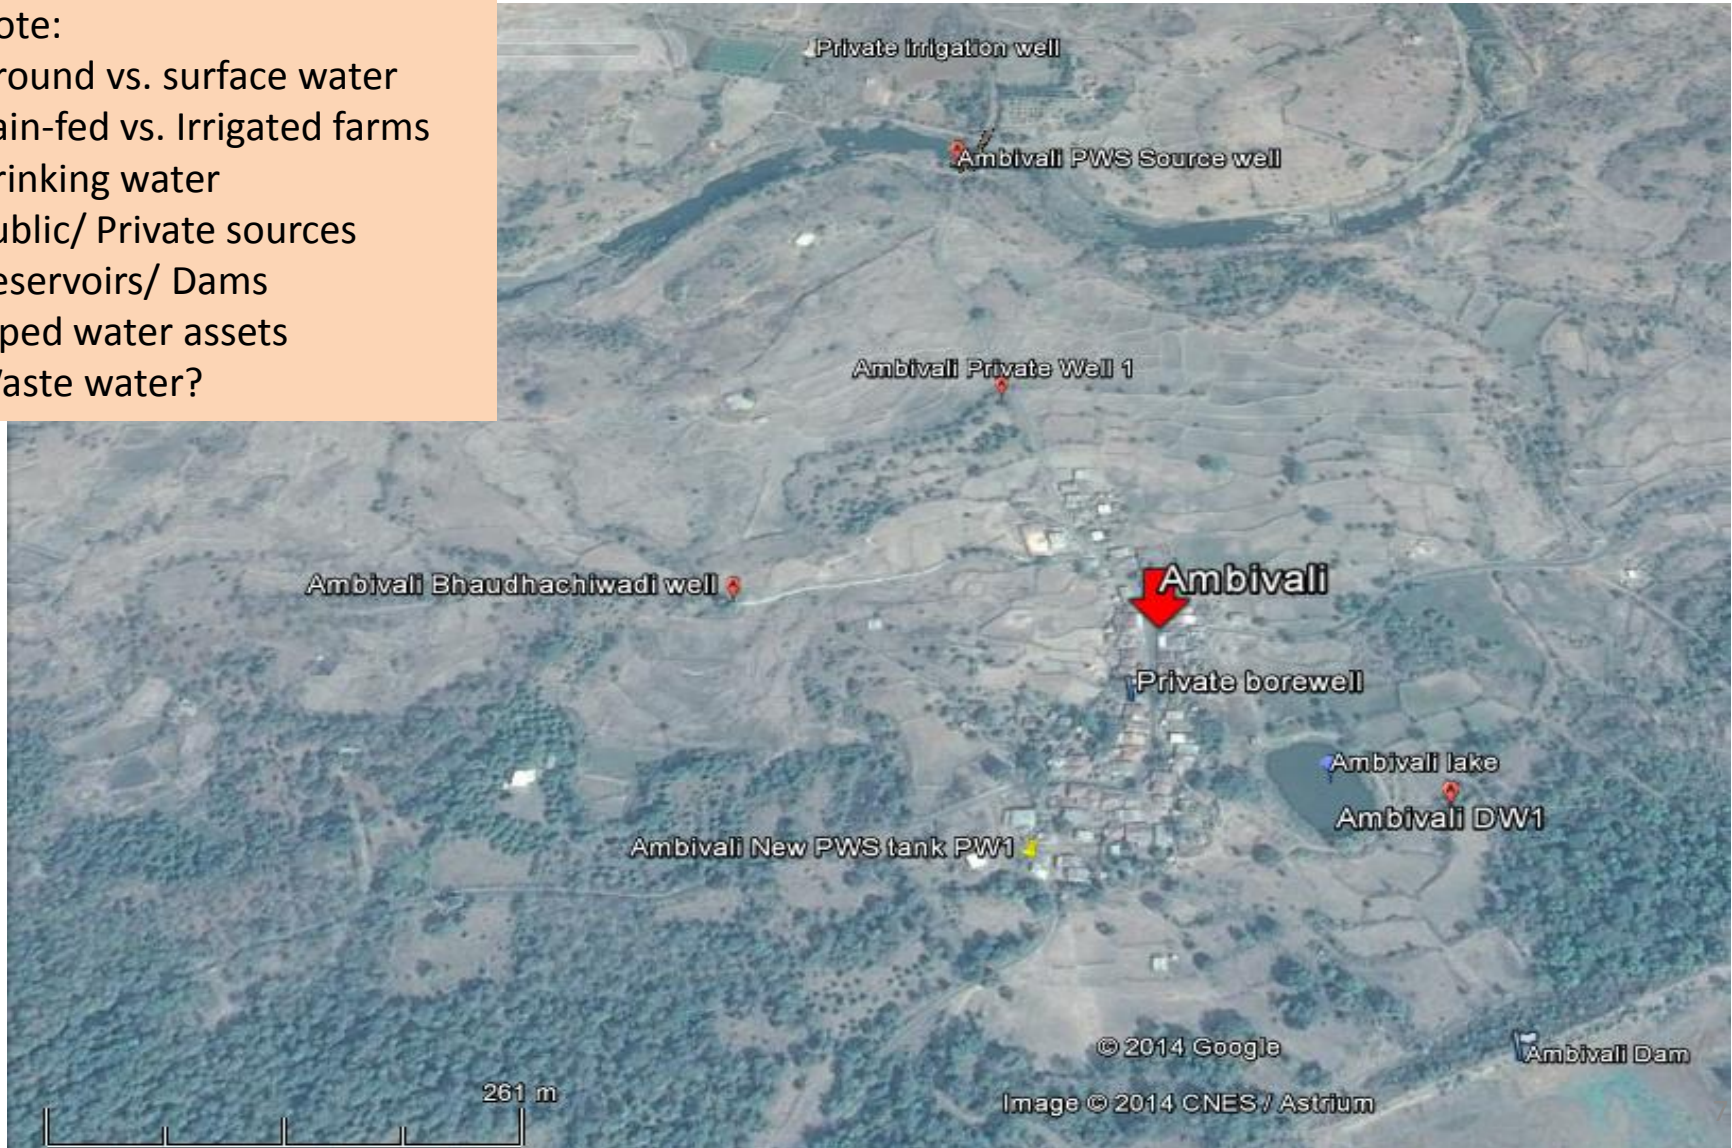 ote:
round vs. surface water
ain-fed vs. Irrigated farms
rinking water
ublic/ Private sources
eservoirs/ Dams
ped water assets
Vaste water?
Private irrigation well
Ambivali PWS Source well
Ambivali Private Well 1
Ambivali Bhaudhachiwadi well
Ambivali
Private borewell
Ambivali lake
Ambivali DW1
Ambivali New PWS tank PW1
Ambivali Dam
© 2014 Google
Image © 2014 CNES / Astrium
261 m